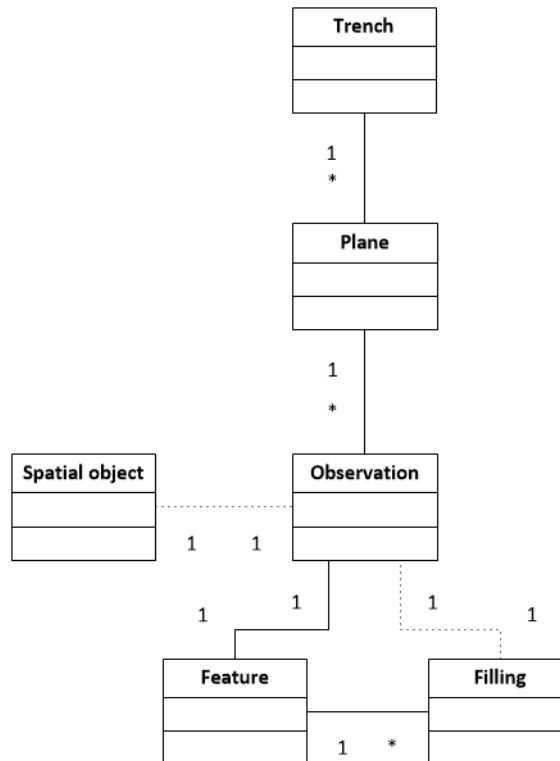 Trench
1
*
Plane
1
*
Spatial object
Observation
1 1
1 1 1 1
Feature
Filling
1 *